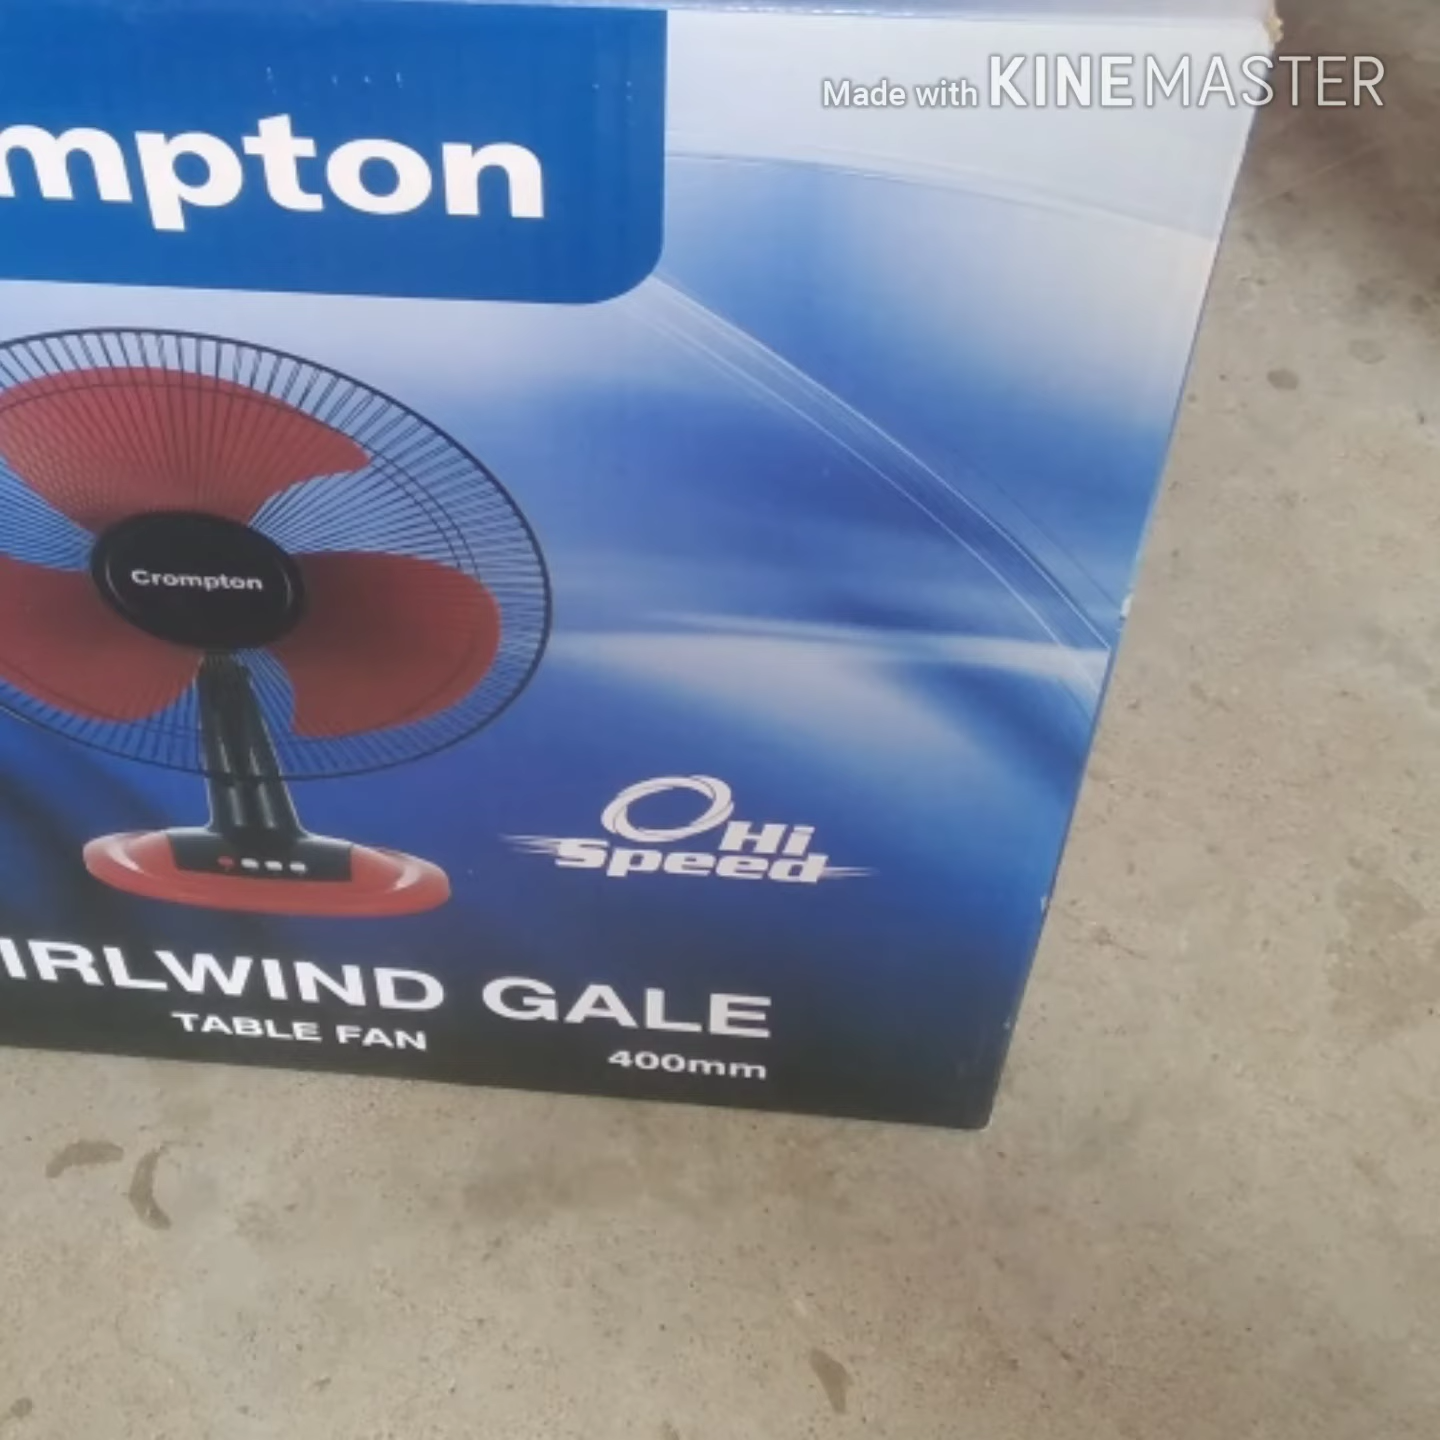 Made with KINEMASTER
mpton
Crompton
Hi
Speed
IRLWIND GALE
TABLE FAN
400mm